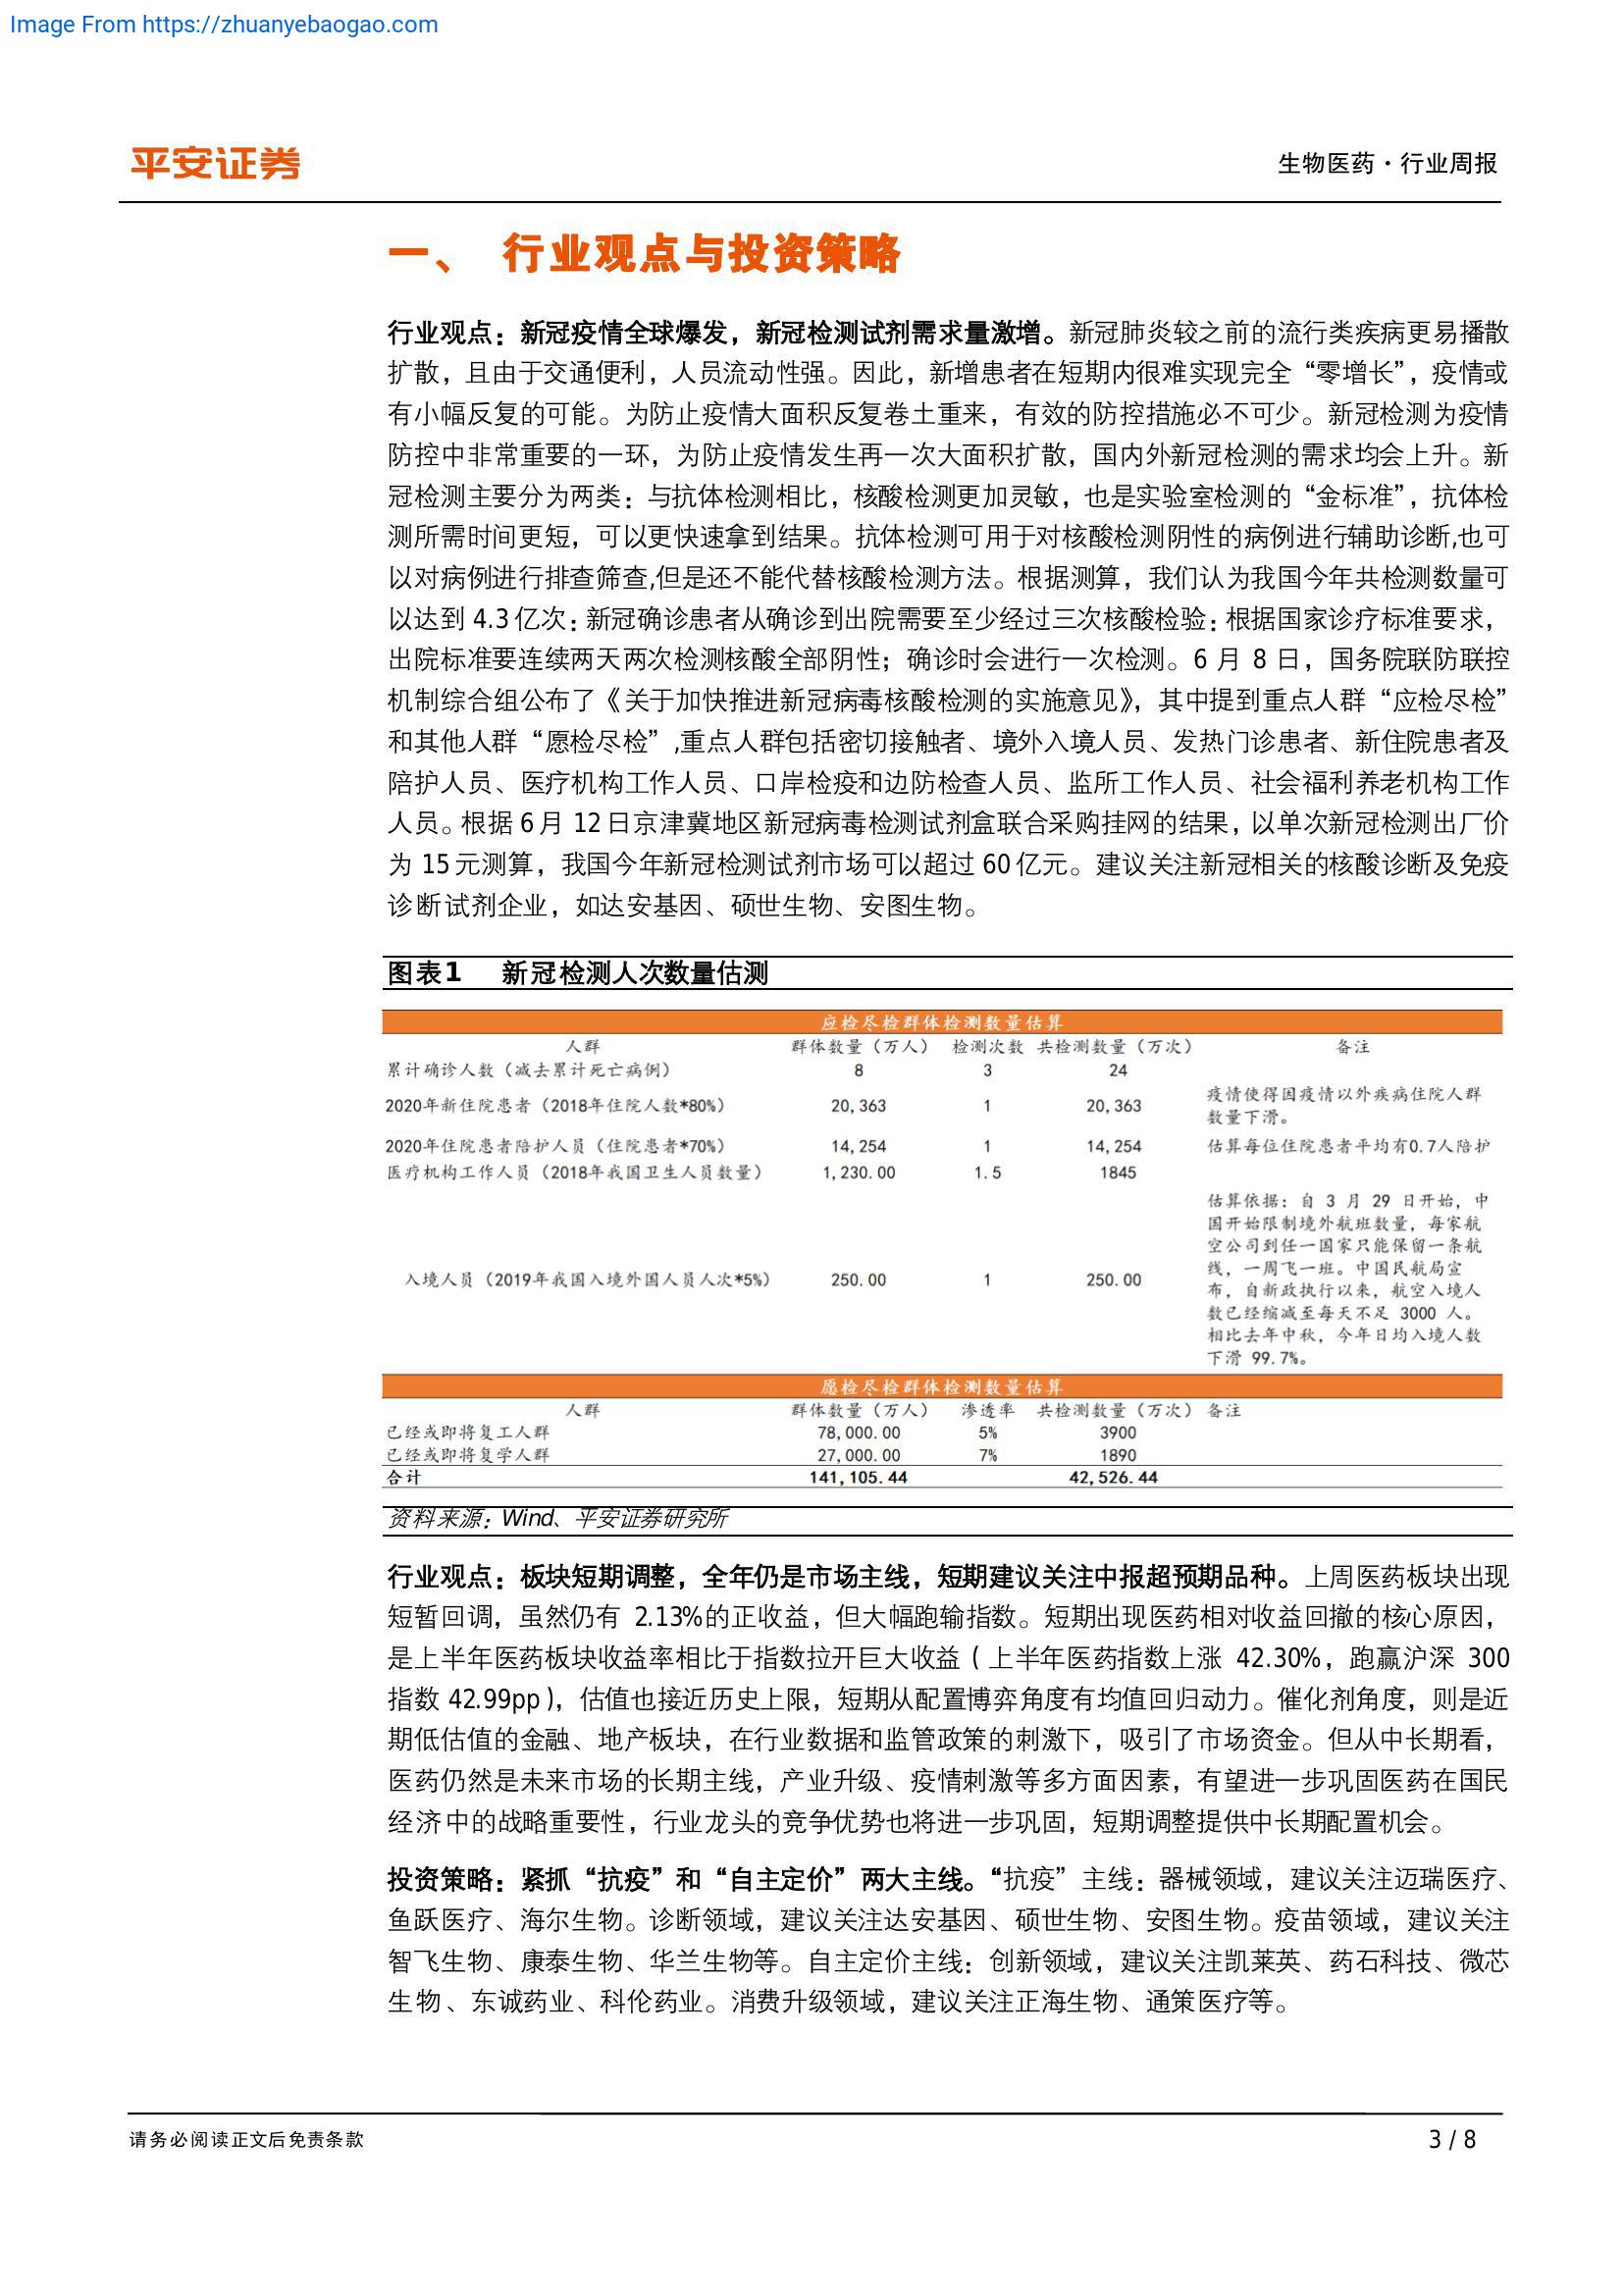 Image From https://zhuanyebaogao.com
平安证券
生物医药·行业周报
一、 行业观点与投资策略
行业观点：新冠疫情全球爆发，新冠检测试剂需求量激增。新冠肺炎较之前的流行类疾病更易播散
扩散，且由于交通便利，人员流动性强。因此，新增患者在短期内很难实现完全“零增长”，疫情或
有小幅反复的可能。为防止疫情大面积反复卷土重来，有效的防控措施必不可少。新冠检测为疫情
防控中非常重要的一环，为防止疫情发生再一次大面积扩散，国内外新冠检测的需求均会上升。新
冠检测主要分为两类：与抗体检测相比，核酸检测更加灵敏，也是实验室检测的“金标准”，抗体检
测所需时间更短，可以更快速拿到结果。抗体检测可用于对核酸检测阴性的病例进行辅助诊断,也可
以对病例进行排查筛查,但是还不能代替核酸检测方法。根据测算，我们认为我国今年共检测数量可
以达到 4.3 亿次：新冠确诊患者从确诊到出院需要至少经过三次核酸检验：根据国家诊疗标准要求，
出院标准要连续两天两次检测核酸全部阴性；确诊时会进行一次检测。6 月 8 日，国务院联防联控
机制综合组公布了《关于加快推进新冠病毒核酸检测的实施意见》，其中提到重点人群“应检尽检”
和其他人群“愿检尽检”,重点人群包括密切接触者、境外入境人员、发热门诊患者、新住院患者及
陪护人员、医疗机构工作人员、口岸检疫和边防检查人员、监所工作人员、社会福利养老机构工作
人员。根据 6 月 12 日京津冀地区新冠病毒检测试剂盒联合采购挂网的结果，以单次新冠检测出厂价
为 15 元测算，我国今年新冠检测试剂市场可以超过 60 亿元。建议关注新冠相关的核酸诊断及免疫
诊断试剂企业，如达安基因、硕世生物、安图生物。
图表1 新冠检测人次数量估测
应检尽检群体检测数量估算
人群 群体数量（万人） 检测次数 共检测数量（万次） 备注
累计确诊人数（减去累计死亡病例） 8 3 24
2020年新住院患者（2018年住院人数*80%） 20,363 1 20,363 疫情使得因疫情以外疾病住院人群
数量下滑。
2020年住院患者陪护人员（住院患者*70%） 14,254 1 14,254 估算每位住院患者平均有0.7人陪护
医疗机构工作人员（2018年我国卫生人员数量） 1,230.00 1.5 1845
入境人员（2019年我国入境外国人员人次*5%） 250.00 1 250.00 估算依据：自 3 月 29 日开始，中
国开始限制境外航班数量，每家航
空公司到任一国家只能保留一条航
线，一周飞一班。中国民航局宣
布，自新政执行以来，航空入境人
数已经缩减至每天不足 3000 人。
相比去年中秋，今年日均入境人数
下滑 99.7%。
愿检尽检群体检测数量估算
人群 群体数量（万人） 渗透率 共检测数量（万次） 备注
已经或即将复工人群 78,000.00 5% 3900
已经或即将复学人群 27,000.00 7% 1890
合计 141,105.44 42,526.44
资料来源：Wind、平安证券研究所
行业观点：板块短期调整，全年仍是市场主线，短期建议关注中报超预期品种。上周医药板块出现
短暂回调，虽然仍有 2.13%的正收益，但大幅跑输指数。短期出现医药相对收益回撤的核心原因，
是上半年医药板块收益率相比于指数拉开巨大收益（上半年医药指数上涨 42.30%，跑赢沪深 300
指数 42.99pp），估值也接近历史上限，短期从配置博弈角度有均值回归动力。催化剂角度，则是近
期低估值的金融、地产板块，在行业数据和监管政策的刺激下，吸引了市场资金。但从中长期看，
医药仍然是未来市场的长期主线，产业升级、疫情刺激等多方面因素，有望进一步巩固医药在国民
经济中的战略重要性，行业龙头的竞争优势也将进一步巩固，短期调整提供中长期配置机会。
投资策略：紧抓“抗疫”和“自主定价”两大主线。“抗疫”主线：器械领域，建议关注迈瑞医疗、
鱼跃医疗、海尔生物。诊断领域，建议关注达安基因、硕世生物、安图生物。疫苗领域，建议关注
智飞生物、康泰生物、华兰生物等。自主定价主线：创新领域，建议关注凯莱英、药石科技、微芯
生物、东诚药业、科伦药业。消费升级领域，建议关注正海生物、通策医疗等。
请务必阅读正文后免责条款
3 / 8